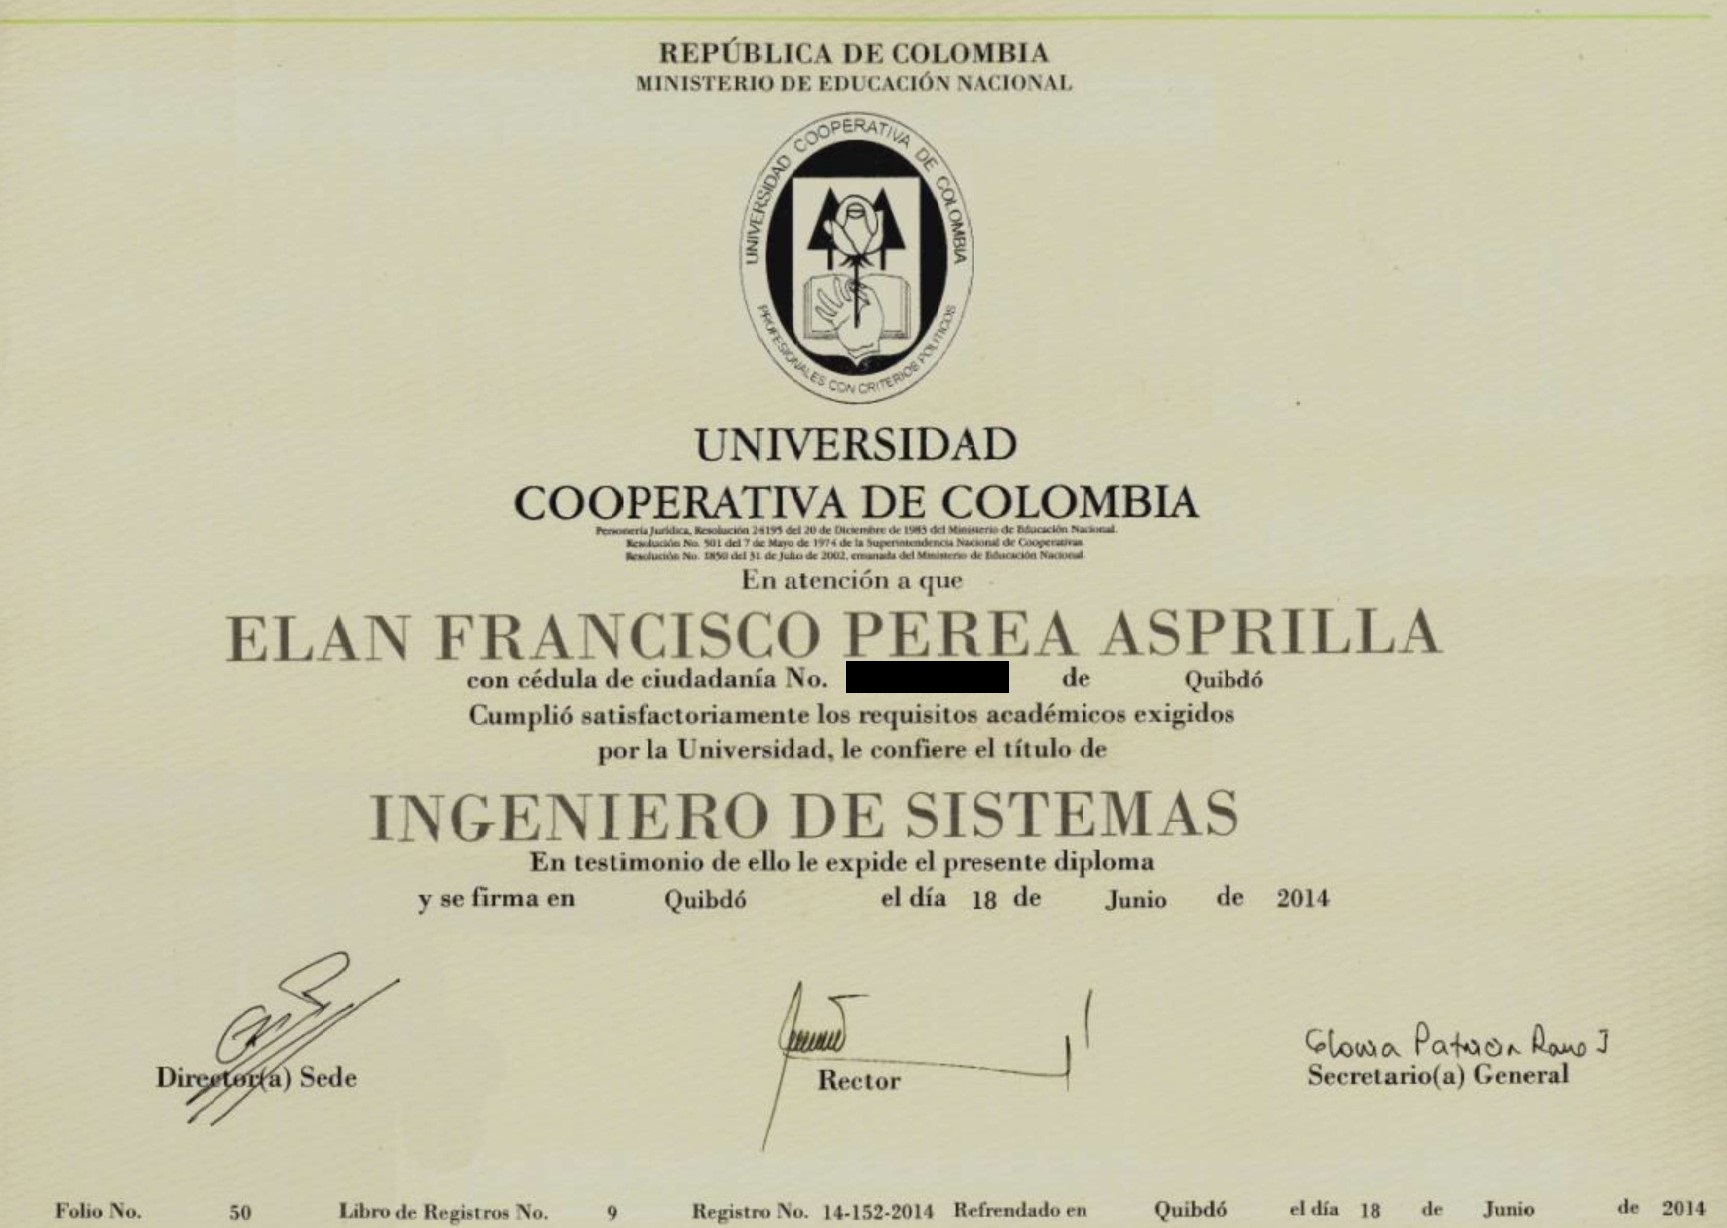 REPÚBLICA DE COLOMBIA
MINISTERIO DE EDUCACIÓN NACIONAL
UNIVERSIDAD COOPERATIVA DE COLOMBIA
PROFESIONALES CON CRITERIOS POLITICOS
UNIVERSIDAD
COOPERATIVA DE COLOMBIA
Personería Jurídica, Resolución 24195 del 20 de Diciembre de 1983 del Ministerio de Educación Nacional.
Resolución No. 501 del 7 de Mayo de 1974 de la Superintendencia Nacional de Cooperativas
Resolución No. 1850 del 31 de Julio de 2002, emanada del Ministerio de Educación Nacional.
En atención a que
ELAN FRANCISCO PEREA ASPRILLA
con cédula de ciudadanía No. de Quibdó
Cumplió satisfactoriamente los requisitos académicos exigidos
por la Universidad, le confiere el título de
INGENIERO DE SISTEMAS
En testimonio de ello le expide el presente diploma
y se firma en Quibdó el día 18 de Junio de 2014
Gloria Patricia
Director(a) Sede Rector Secretario(a) General
Folio No. 50 Libro de Registros No. 9 Registro No. 14-152-2014 Refrendado en Quibdó el día 18 de Junio de 2014